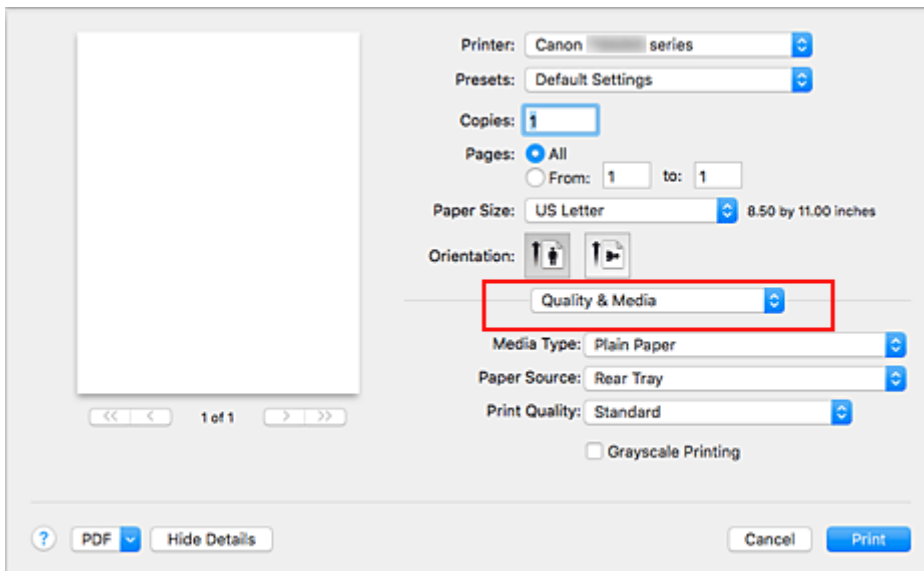 Printer: Canon series
Presets: Default Settings
Copies: 1
Pages: All
From: 1 to: 1
Paper Size: US Letter 8.50 by 11.00 inches
Orientation:
Quality & Media
Media Type: Plain Paper
Paper Source: Rear Tray
Print Quality: Standard
Grayscale Printing
<< < 1 of 1 > >>
? PDF Hide Details Cancel Print